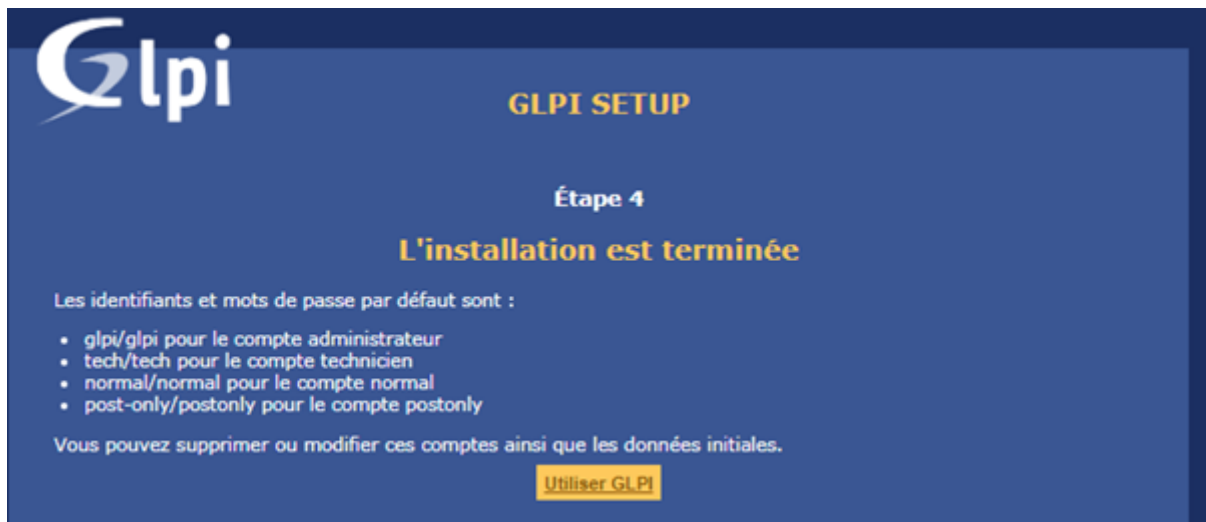 Glpi
GLPI SETUP
Étape 4
L'installation est terminée
Les identifiants et mots de passe par défaut sont :
• glpi/glpi pour le compte administrateur
• tech/tech pour le compte technicien
• normal/normal pour le compte normal
• post-only/postonly pour le compte postonly
Vous pouvez supprimer ou modifier ces comptes ainsi que les données initiales.
Utiliser GLPI